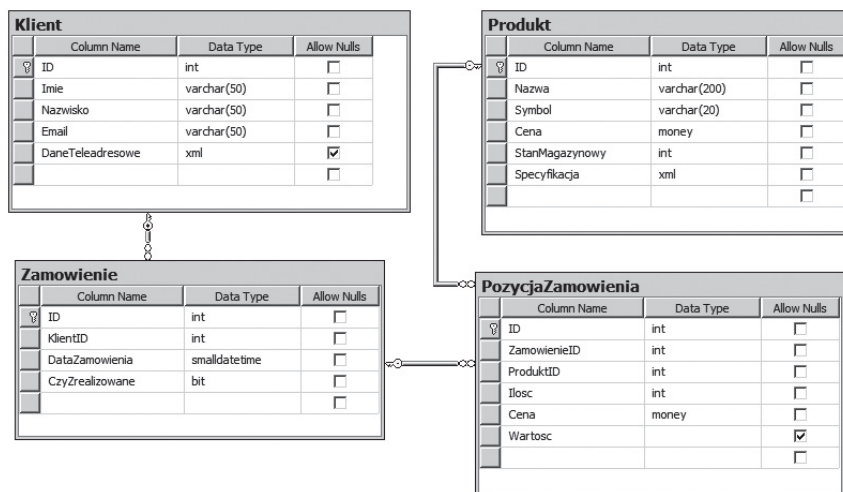 Klient
Column Name Data Type Allow Nulls
ID int
Imie varchar(50)
Nazwisko varchar(50)
Email varchar(50)
DaneTeleadresowe xml
Produkt
Column Name Data Type Allow Nulls
ID int
Nazwa varchar(200)
Symbol varchar(20)
Cena money
StanMagazynowy int
Specyfikacja xml
Zamowienie
Column Name Data Type Allow Nulls
ID int
KlientID int
DataZamowienia smalldatetime
CzyZrealizowane bit
PozycjaZamowienia
Column Name Data Type Allow Nulls
ID int
ZamowienieID int
ProduktID int
Ilosc int
Cena money
Wartosc